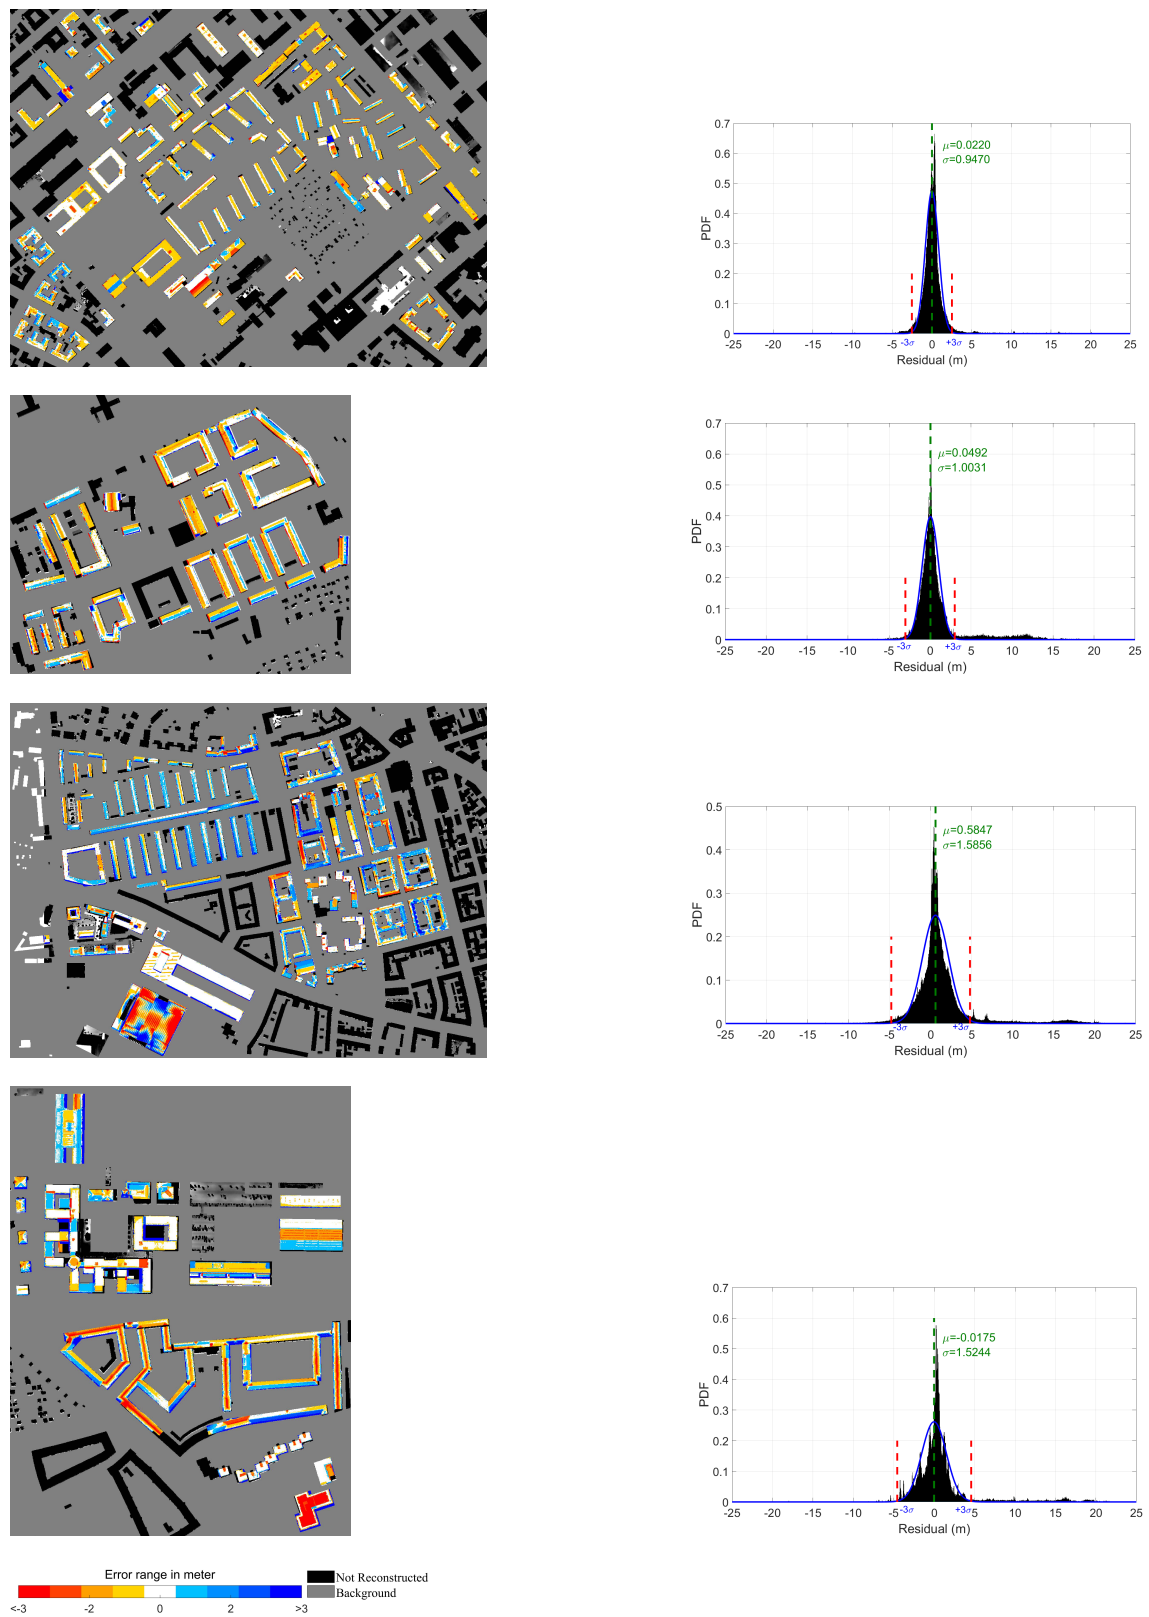 0.7
0.6
0.5
0.4
0.3
0.2
0.1
0
PDF
μ=0.0220
σ=0.9470
-25 -20 -15 -10 -5 -3σ 0 +3σ 5 10 15 20 25
Residual (m)
0.7
0.6
0.5
0.4
0.3
0.2
0.1
0
PDF
μ=0.0492
σ=1.0031
-25 -20 -15 -10 -5 -3σ 0 +3σ 5 10 15 20 25
Residual (m)
0.5
0.4
0.3
0.2
0.1
0
PDF
μ=0.5847
σ=1.5856
-25 -20 -15 -10 -5 -3σ 0 +3σ 5 10 15 20 25
Residual (m)
0.7
0.6
0.5
0.4
0.3
0.2
0.1
0
PDF
μ=-0.0175
σ=1.5244
-25 -20 -15 -10 -5 -3σ 0 +3σ 5 10 15 20 25
Residual (m)
Error range in meter
<-3 -2 0 2 >3
Not Reconstructed
Background